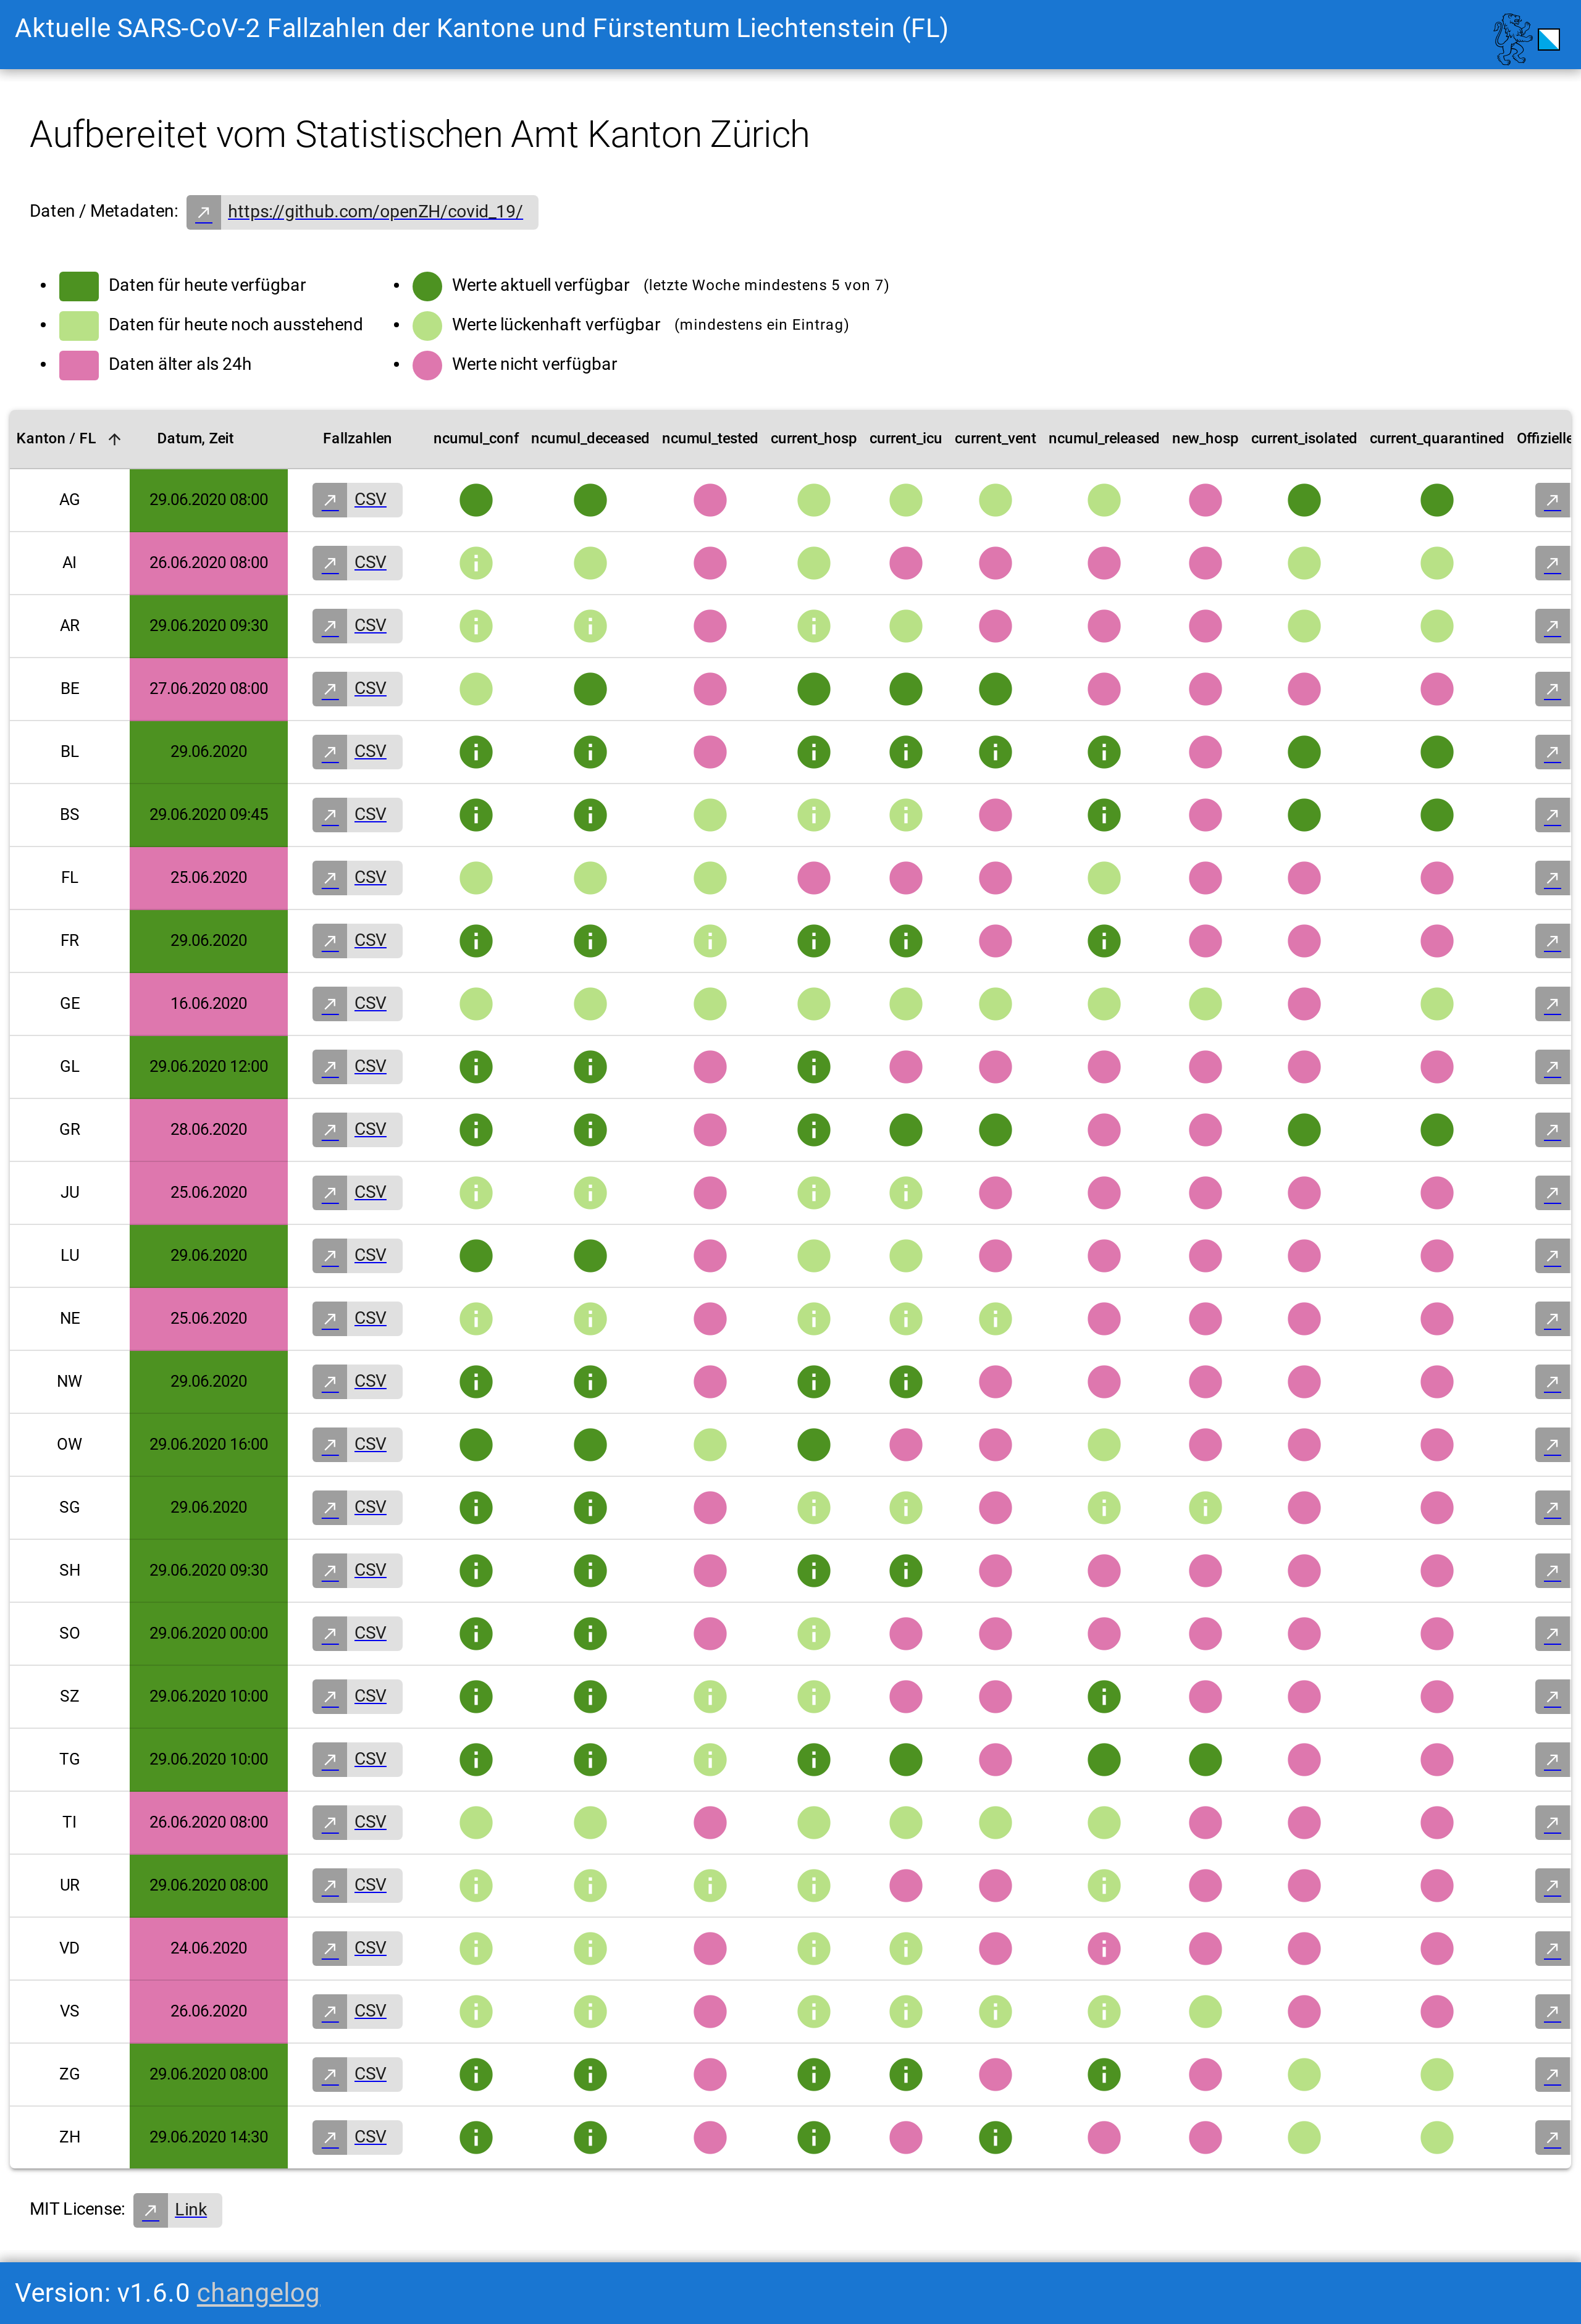 Aktuelle SARS-CoV-2 Fallzahlen der Kantone und Fürstentum Liechtenstein (FL)
Aufbereitet vom Statistischen Amt Kanton Zürich
Daten / Metadaten: https://github.com/openZH/covid_19/
Daten für heute verfügbar
Daten für heute noch ausstehend
Daten älter als 24h
Werte aktuell verfügbar (letzte Woche mindestens 5 von 7)
Werte lückenhaft verfügbar (mindestens ein Eintrag)
Werte nicht verfügbar
Kanton / FL Datum, Zeit Fallzahlen ncumul_conf ncumul_deceased ncumul_tested current_hosp current_icu current_vent ncumul_released new_hosp current_isolated current_quarantined Offizielle
AG 29.06.2020 08:00 CSV
AI 26.06.2020 08:00 CSV
AR 29.06.2020 09:30 CSV
BE 27.06.2020 08:00 CSV
BL 29.06.2020 CSV
BS 29.06.2020 09:45 CSV
FL 25.06.2020 CSV
FR 29.06.2020 CSV
GE 16.06.2020 CSV
GL 29.06.2020 12:00 CSV
GR 28.06.2020 CSV
JU 25.06.2020 CSV
LU 29.06.2020 CSV
NE 25.06.2020 CSV
NW 29.06.2020 CSV
OW 29.06.2020 16:00 CSV
SG 29.06.2020 CSV
SH 29.06.2020 09:30 CSV
SO 29.06.2020 00:00 CSV
SZ 29.06.2020 10:00 CSV
TG 29.06.2020 10:00 CSV
TI 26.06.2020 08:00 CSV
UR 29.06.2020 08:00 CSV
VD 24.06.2020 CSV
VS 26.06.2020 CSV
ZG 29.06.2020 08:00 CSV
ZH 29.06.2020 14:30 CSV
MIT License: Link
Version: v1.6.0 changelog